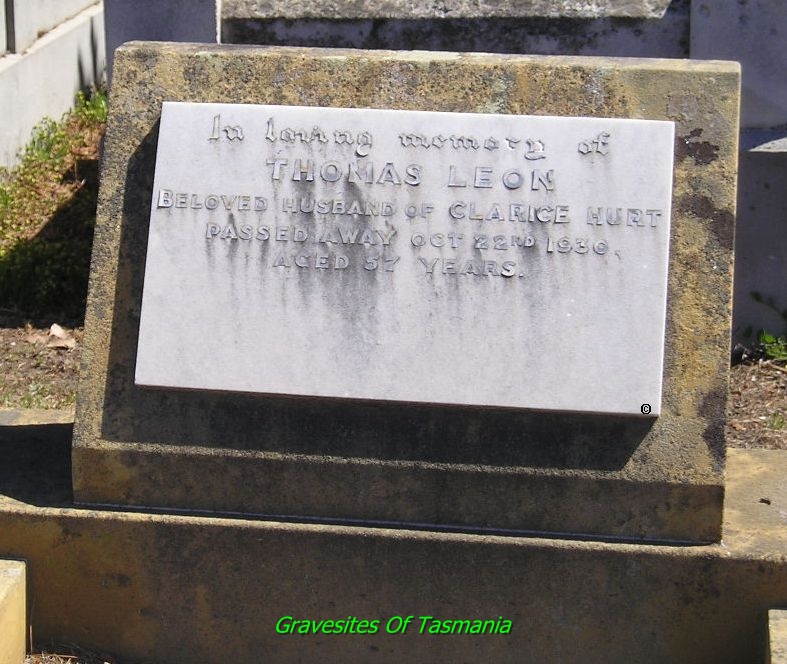 In loving memory of
THOMAS LEON
BELOVED HUSBAND OF CLARICE HURT
PASSED AWAY OCT 22ND 1930,
AGED 57 YEARS.
©
Gravesites Of Tasmania